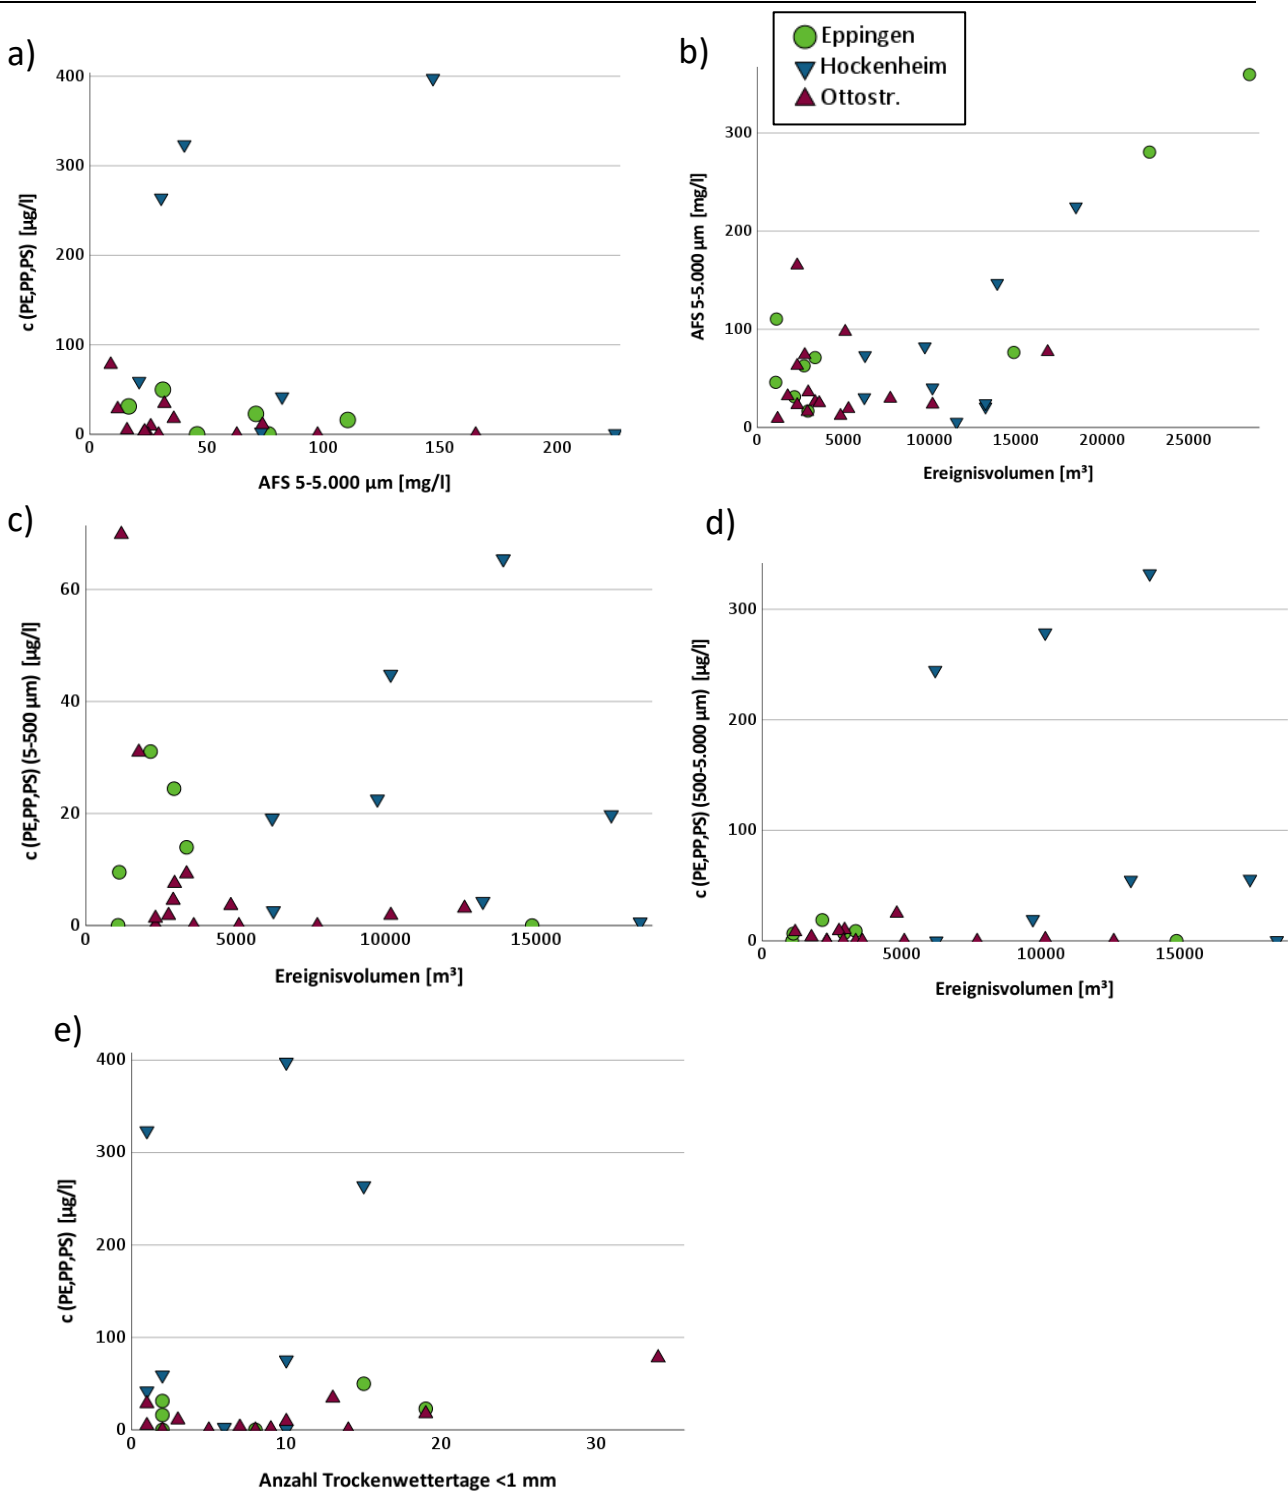 a)
400
300
200
100
0
c (PE,PP,PS) [µg/l]
0 50 100 150 200
AFS 5-5.000 µm [mg/l]
b)
Eppingen
Hockenheim
Ottostr.
300
200
100
0
AFS 5-5.000 µm [mg/l]
0 5000 10000 15000 20000 25000
Ereignisvolumen [m³]
c)
60
40
20
0
c (PE,PP,PS) (5-500 µm) [µg/l]
0 5000 10000 15000
Ereignisvolumen [m³]
d)
300
200
100
0
c (PE,PP,PS) (500-5.000 µm) [µg/l]
0 5000 10000 15000
Ereignisvolumen [m³]
e)
400
300
200
100
0
c (PE,PP,PS) [µg/l]
0 10 20 30
Anzahl Trockenwettertage <1 mm